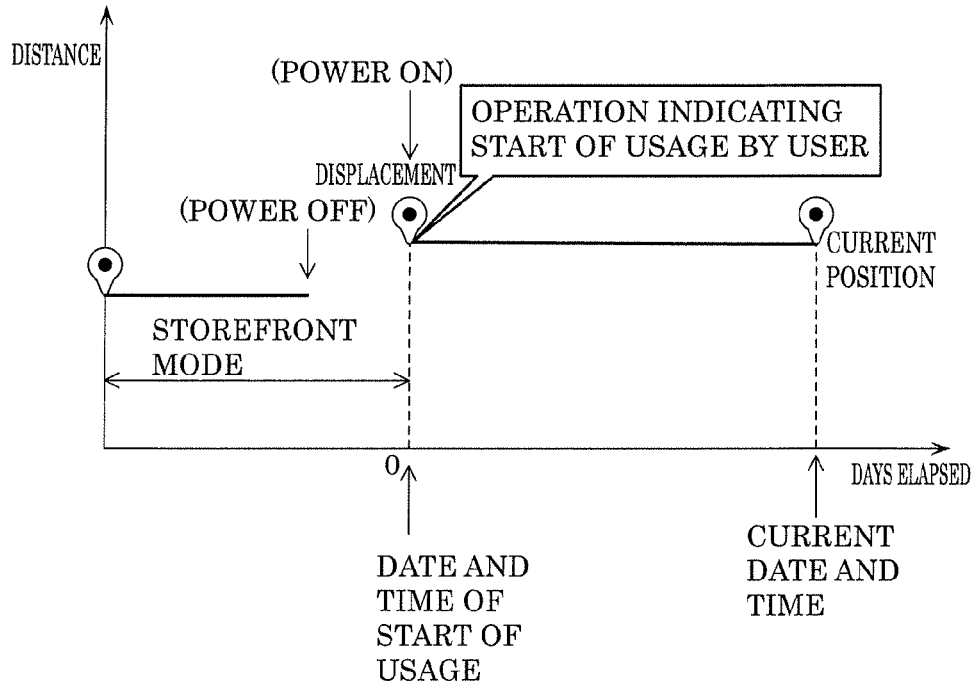 DISTANCE
(POWER ON)
OPERATION INDICATING
START OF USAGE BY USER
DISPLACEMENT
(POWER OFF)
CURRENT
POSITION
STOREFRONT
MODE
0
DAYS ELAPSED
DATE AND
TIME OF
START OF
USAGE
CURRENT
DATE AND
TIME